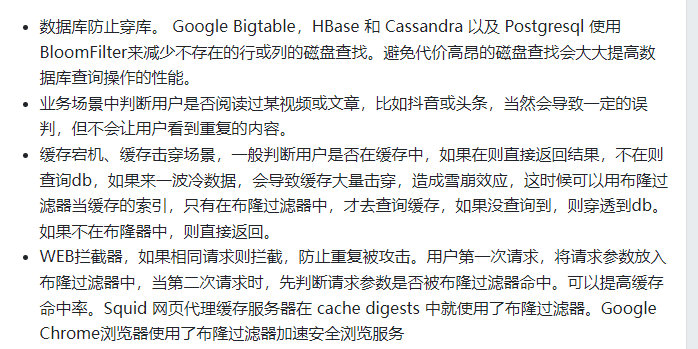 数据库防止穿库。 Google Bigtable，HBase 和 Cassandra 以及 Postgresql 使用
BloomFilter来减少不存在的行或列的磁盘查找。避免代价高昂的磁盘查找会大大提高数
据库查询操作的性能。
业务场景中判断用户是否阅读过某视频或文章，比如抖音或头条，当然会导致一定的误
判，但不会让用户看到重复的内容。
缓存宕机、缓存击穿场景，一般判断用户是否在缓存中，如果在则直接返回结果，不在则
查询db，如果来一波冷数据，会导致缓存大量击穿，造成雪崩效应，这时候可以用布隆过
滤器当缓存的索引，只有在布隆过滤器中，才去查询缓存，如果没查询到，则穿透到db。
如果不在布隆器中，则直接返回。
WEB拦截器，如果相同请求则拦截，防止重复被攻击。用户第一次请求，将请求参数放入
布隆过滤器中，当第二次请求时，先判断请求参数是否被布隆过滤器命中。可以提高缓存
命中率。Squid 网页代理缓存服务器在 cache digests 中就使用了布隆过滤器。Google
Chrome浏览器使用了布隆过滤器加速安全浏览服务